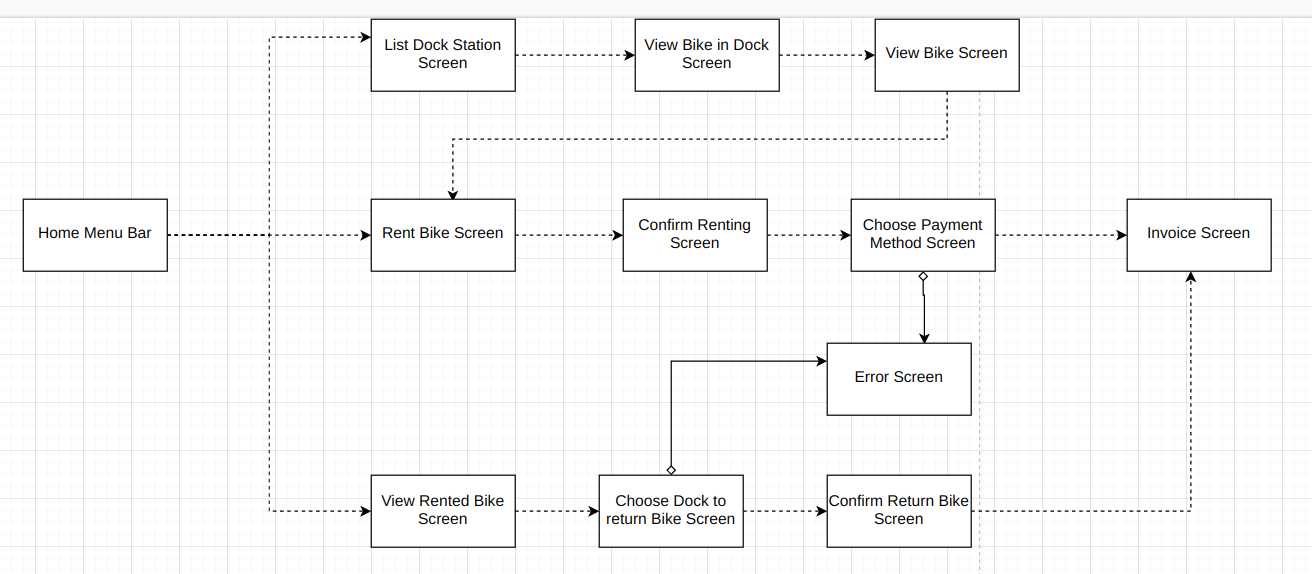 List Dock Station
Screen
View Bike in Dock
Screen
View Bike Screen
Home Menu Bar
Rent Bike Screen
Confirm Renting
Screen
Choose Payment
Method Screen
Invoice Screen
Error Screen
View Rented Bike
Screen
Choose Dock to
return Bike Screen
Confirm Return Bike
Screen